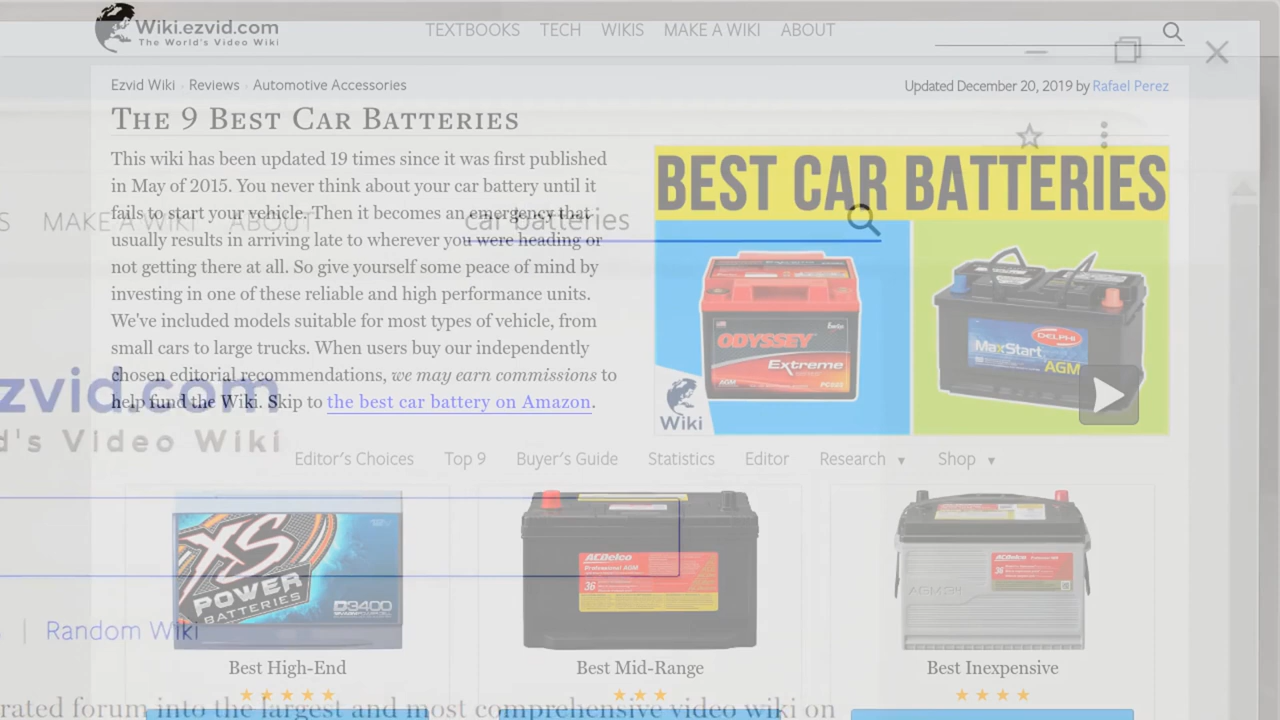 Wiki.ezvid.com
The World's Video Wiki
TEXTBOOKS TECH WIKIS MAKE A WIKI ABOUT
Ezvid Wiki · Reviews · Automotive Accessories
Updated December 20, 2019 by Rafael Perez
The 9 Best Car Batteries
This wiki has been updated 19 times since it was first published
in May of 2015. You never think about your car battery until it
fails to start your vehicle. Then it becomes an emergency that
usually results in arriving late to wherever you were heading or
not getting there at all. So give yourself some peace of mind by
investing in one of these reliable and high performance units.
We've included models suitable for most types of vehicle, from
small cars to large trucks. When users buy our independently
chosen editorial recommendations, we may earn commissions to
help fund the Wiki. Skip to the best car battery on Amazon.
BEST CAR BATTERIES
ODYSSEY
Extreme
AGM
PC925
Wiki
DELPHI
MaxStart
AGM
S MAKE A WIKI ABOUT
car batteries
ezvid.com
d's Video Wiki
Editor's Choices Top 9 Buyer's Guide Statistics Editor Research ▼ Shop ▼
XS
POWER
BATTERIES
D3400
ACDelco
Professional AGM
36
ACDelco
36
AGM 34
| Random Wiki
Best High-End
Best Mid-Range
Best Inexpensive
rated forum into the largest and most comprehensive video wiki on